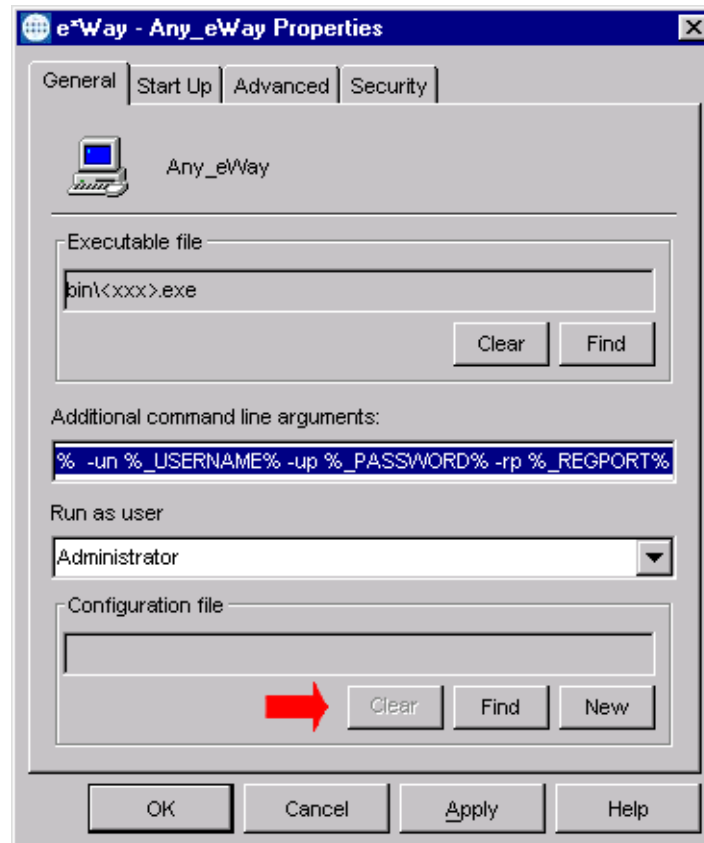 e*Way - Any_eWay Properties
General Start Up Advanced Security
Any_eWay
Executable file
bin\<xxx>.exe
Clear Find
Additional command line arguments:
% -un %_USERNAME% -up %_PASSWORD% -rp %_REGPORT%
Run as user
Administrator
Configuration file
Clear Find New
OK Cancel Apply Help